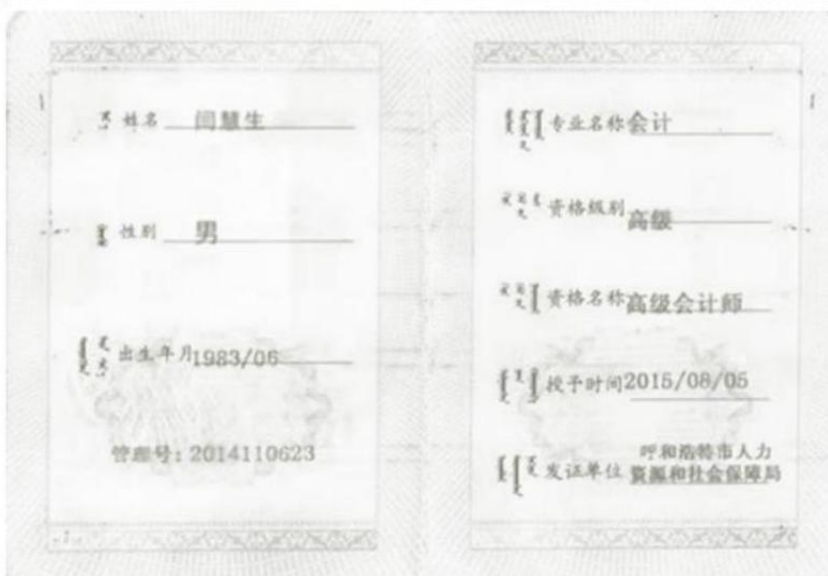 姓名 闫慧生
性别 男
出生年月 1983/06
管理号: 2014110623
专业名称 会计
资格级别 高级
资格名称 高级会计师
授予时间 2015/08/05
发证单位 呼和浩特市人力
资源和社会保障局